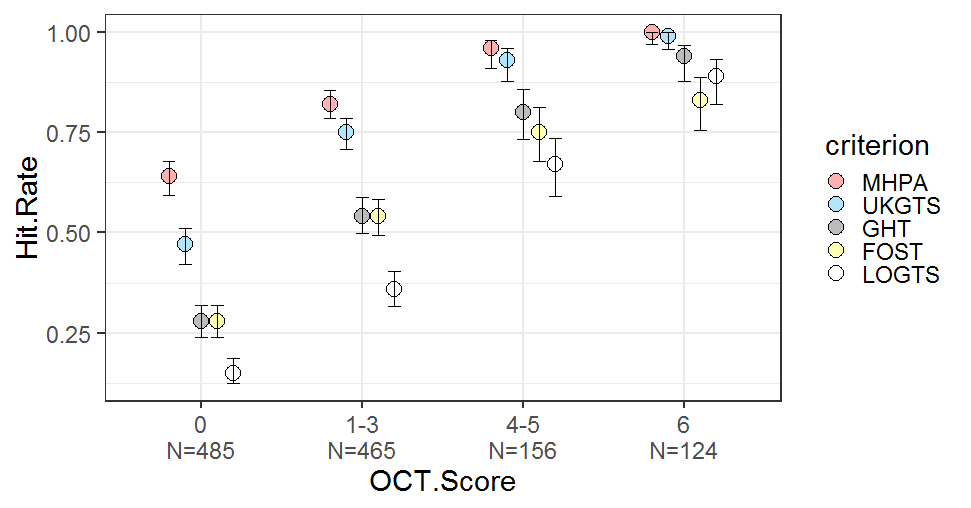 1.00
0.75
0.50
0.25
Hit.Rate
0
N=485
1-3
N=465
4-5
N=156
6
N=124
OCT.Score
criterion
MHPA
UKGTS
GHT
FOST
LOGTS